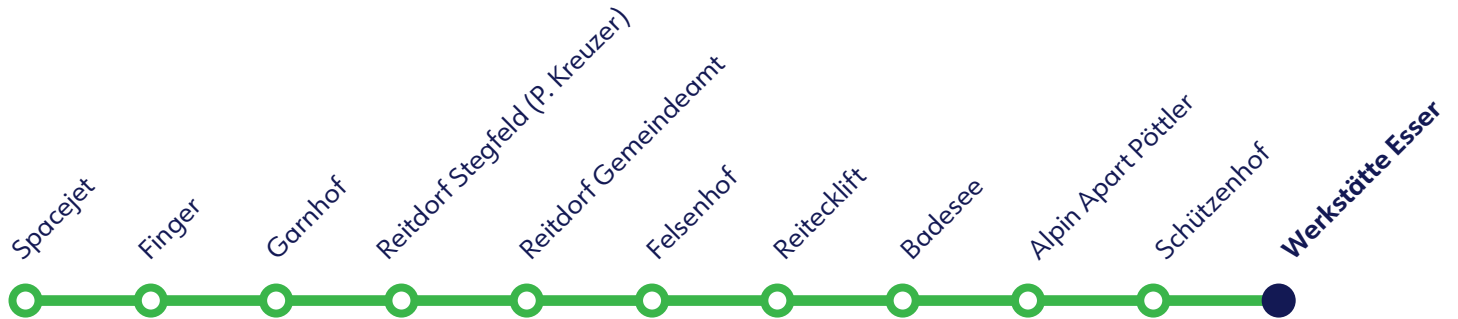 Spacejet
Finger
Garnhof
Reitdorf Stegfeld (P. Kreuzer)
Reitdorf Gemeindeamt
Felsenhof
Reitecklift
Badesee
Alpin Apart Pöttler
Schützenhof
Werkstätte Esser